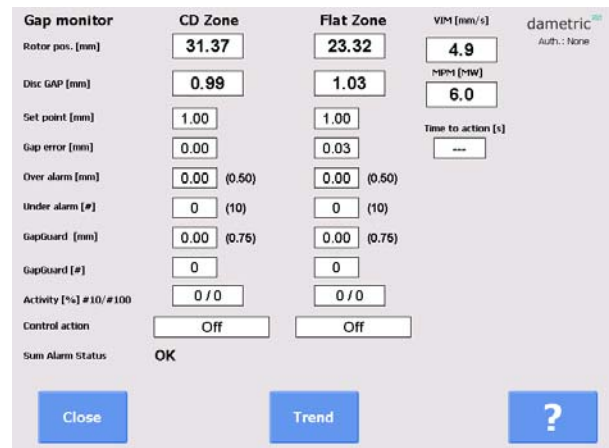 Gap monitor CD Zone Flat Zone VIM [mm/s] dametric
Rotor pos. [mm] 31.37 23.32 4.9 Auth.: None
MPM [MW]
Disc GAP [mm] 0.99 1.03 6.0
Set point [mm] 1.00 1.00
Time to action [s]
Gap error [mm] 0.00 0.03 ---
Over alarm [mm] 0.00 (0.50) 0.00 (0.50)
Under alarm [#] 0 (10) 0 (10)
GapGuard [mm] 0.00 (0.75) 0.00 (0.75)
GapGuard [#] 0 0
Activity [%] #10/#100 0 / 0 0 / 0
Control action Off Off
Sum Alarm Status OK
Close Trend ?